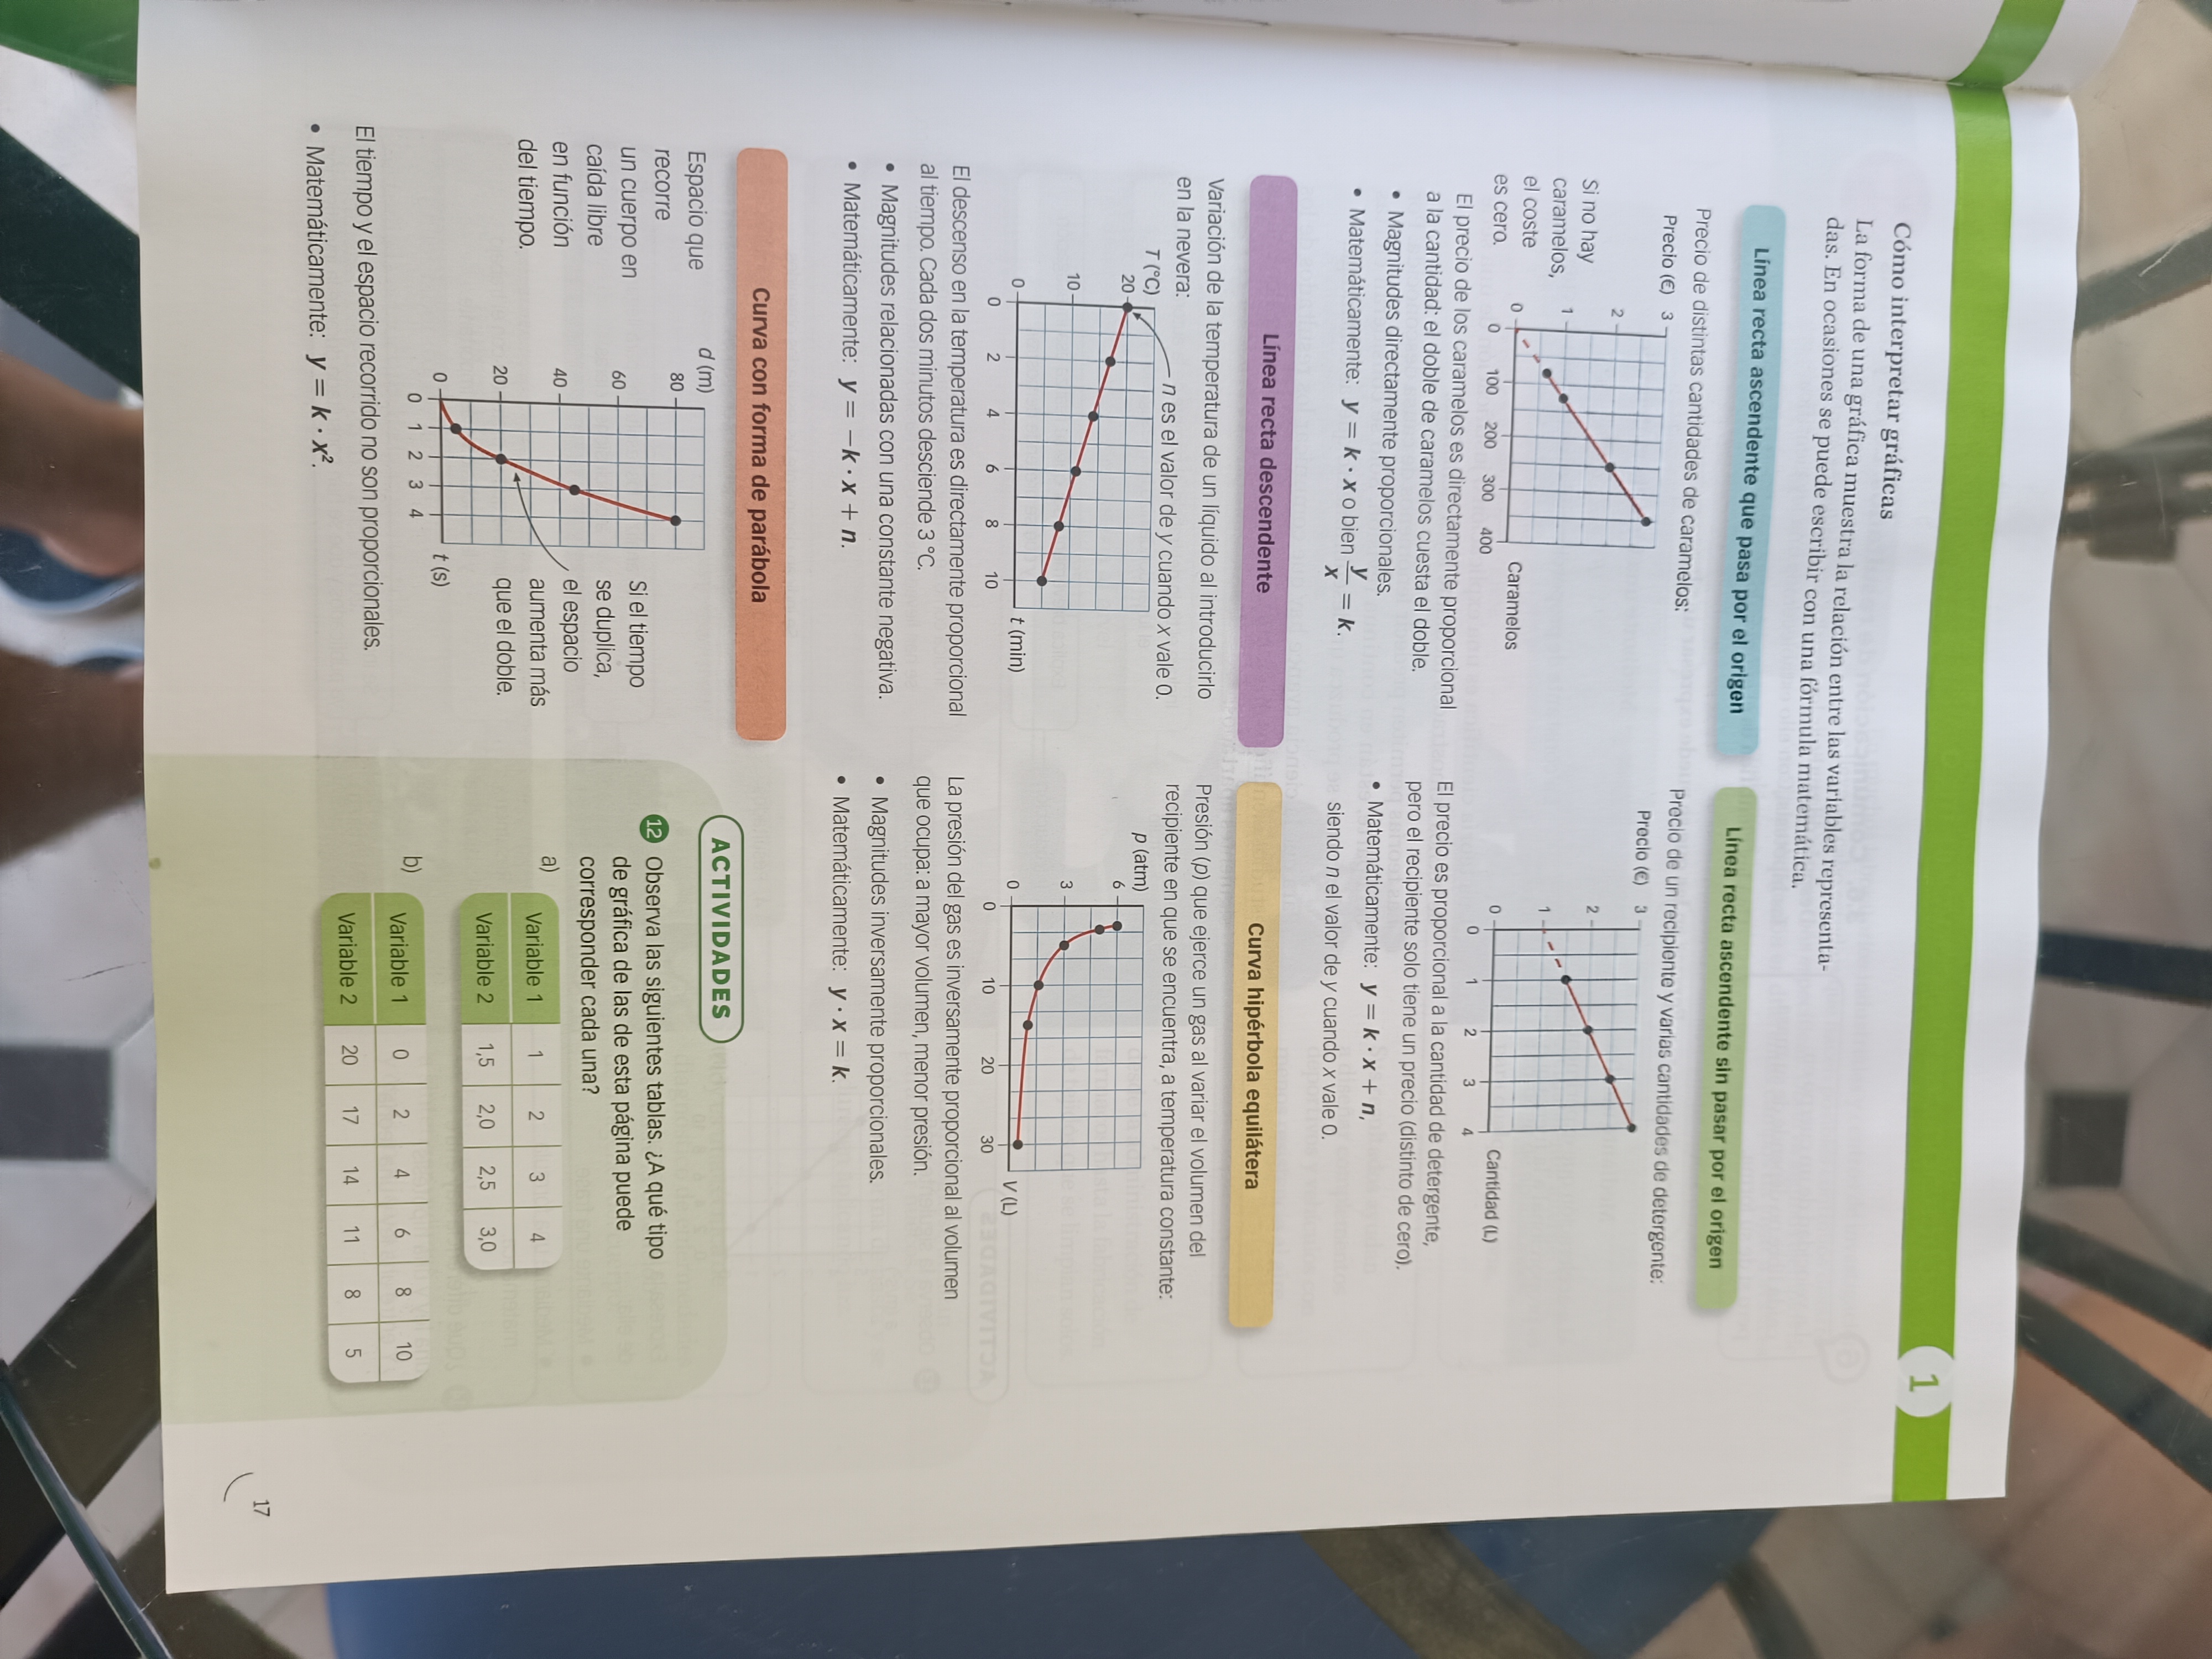 1
Cómo interpretar gráficas
La forma de una gráfica muestra la relación entre las variables representa-
das. En ocasiones se puede escribir con una fórmula matemática.
Línea recta ascendente que pasa por el origen
Precio de distintas cantidades de caramelos:
Precio (€)
3
2
1
0
Si no hay
caramelos,
el coste
es cero.
0 100 200 300 400
Caramelos
El precio de los caramelos es directamente proporcional
a la cantidad: el doble de caramelos cuesta el doble.
• Magnitudes directamente proporcionales.
• Matemáticamente: y = k · x o bien y/x = k.
Línea recta ascendente sin pasar por el origen
Precio de un recipiente y varias cantidades de detergente:
Precio (€)
3
2
1
0
0 1 2 3 4
Cantidad (L)
El precio es proporcional a la cantidad de detergente,
pero el recipiente solo tiene un precio (distinto de cero).
• Matemáticamente: y = k · x + n,
siendo n el valor de y cuando x vale 0.
Línea recta descendente
Variación de la temperatura de un líquido al introducirlo
en la nevera:
n es el valor de y cuando x vale 0.
T (°C)
20
10
0
0 2 4 6 8 10
t (min)
El descenso en la temperatura es directamente proporcional
al tiempo. Cada dos minutos desciende 3 °C.
• Magnitudes relacionadas con una constante negativa.
• Matemáticamente: y = −k · x + n.
Curva hipérbola equilátera
Presión (p) que ejerce un gas al variar el volumen del
recipiente en que se encuentra, a temperatura constante:
p (atm)
6
3
0
0 10 20 30
V (L)
La presión del gas es inversamente proporcional al volumen
que ocupa: a mayor volumen, menor presión.
• Magnitudes inversamente proporcionales.
• Matemáticamente: y · x = k.
Curva con forma de parábola
Espacio que
recorre
un cuerpo en
caída libre
en función
del tiempo.
d (m)
80
60
40
20
0
0 1 2 3 4
t (s)
Si el tiempo
se duplica,
el espacio
aumenta más
que el doble.
El tiempo y el espacio recorrido no son proporcionales.
• Matemáticamente: y = k · x².
ACTIVIDADES
12 Observa las siguientes tablas. ¿A qué tipo
de gráfica de las de esta página puede
corresponder cada una?
a)
Variable 1 1 2 3 4
Variable 2 1,5 2,0 2,5 3,0
b)
Variable 1 0 2 4 6 8 10
Variable 2 20 17 14 11 8 5
17